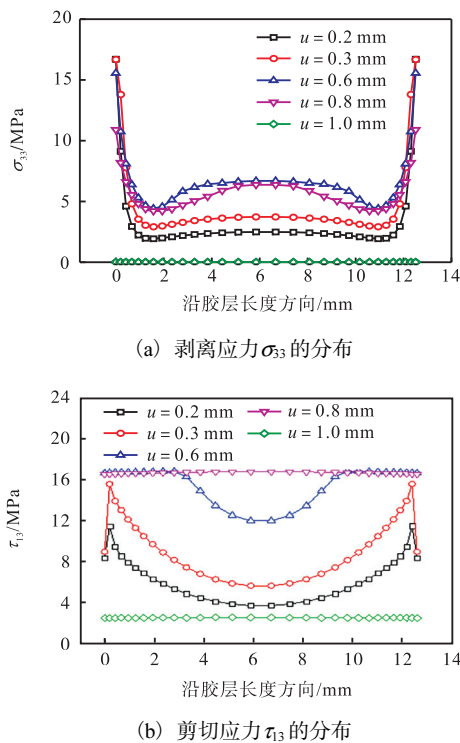 20
15
10
5
0
σ₃₃/MPa
u = 0.2 mm
u = 0.3 mm
u = 0.6 mm
u = 0.8 mm
u = 1.0 mm
0 2 4 6 8 10 12 14
沿胶层长度方向/mm
(a) 剥离应力σ₃₃的分布
24
20
16
12
8
4
0
τ₁₃/MPa
u = 0.2 mm u = 0.8 mm
u = 0.3 mm u = 1.0 mm
u = 0.6 mm
0 2 4 6 8 10 12
沿胶层长度方向/mm
(b) 剪切应力τ₁₃的分布